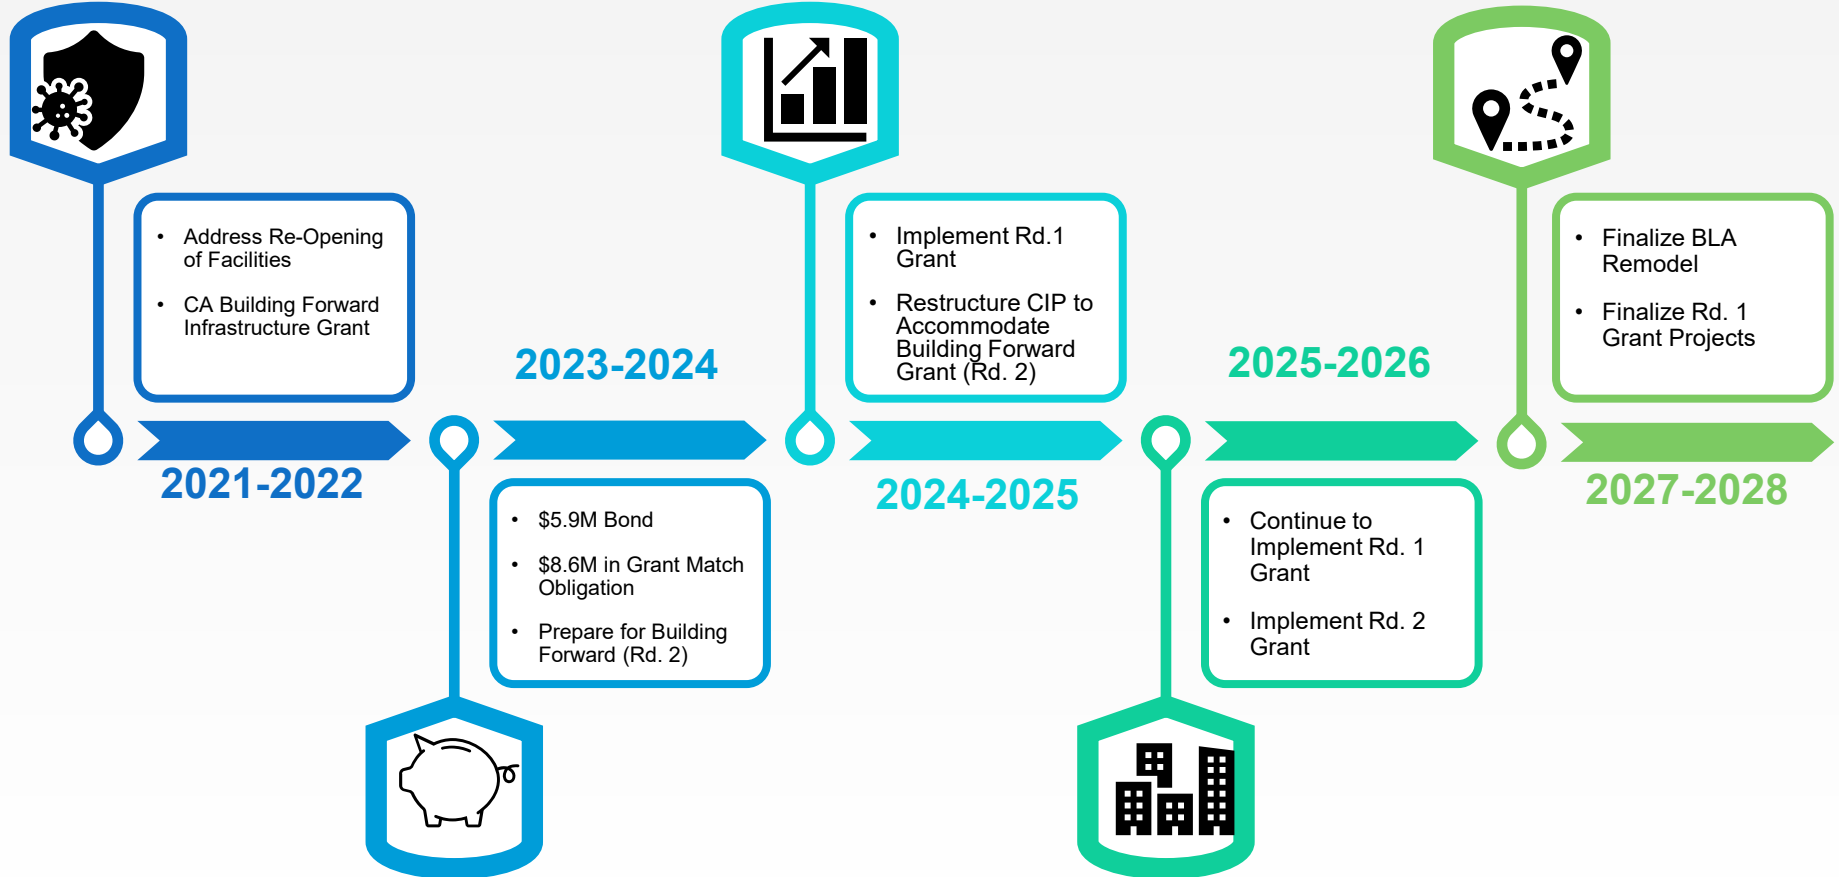 • Address Re-Opening
of Facilities
• CA Building Forward
Infrastructure Grant
2021-2022
2023-2024
• $5.9M Bond
• $8.6M in Grant Match
Obligation
• Prepare for Building
Forward (Rd. 2)
• Implement Rd.1
Grant
• Restructure CIP to
Accommodate
Building Forward
Grant (Rd. 2)
2024-2025
2025-2026
• Continue to
Implement Rd. 1
Grant
• Implement Rd. 2
Grant
• Finalize BLA
Remodel
• Finalize Rd. 1
Grant Projects
2027-2028